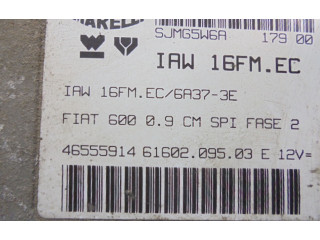 MARELLI
SJMG5W6A 179 00
IAW 16FM.EC
IAW 16FM.EC/6A37-3E
FIAT 600 0.9 CM SPI FASE 2
46555914 61602.095.03 E 12V=